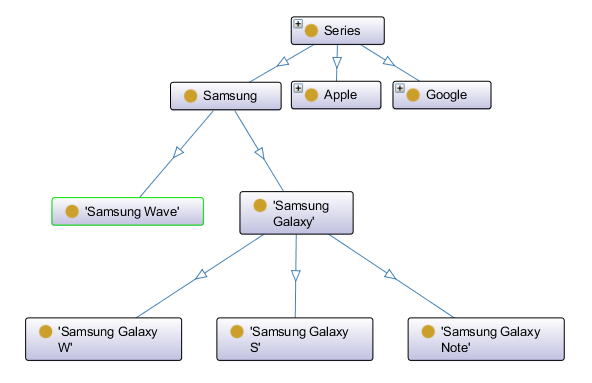 Series
Samsung
Apple
Google
'Samsung Wave'
'Samsung
Galaxy'
'Samsung Galaxy
W'
'Samsung Galaxy
S'
'Samsung Galaxy
Note'